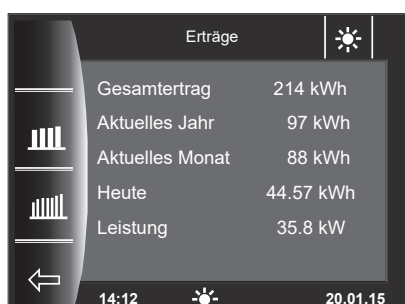 Erträge
Gesamtertrag 214 kWh
Aktuelles Jahr 97 kWh
Aktuelles Monat 88 kWh
Heute 44.57 kWh
Leistung 35.8 kW
14:12 20.01.15